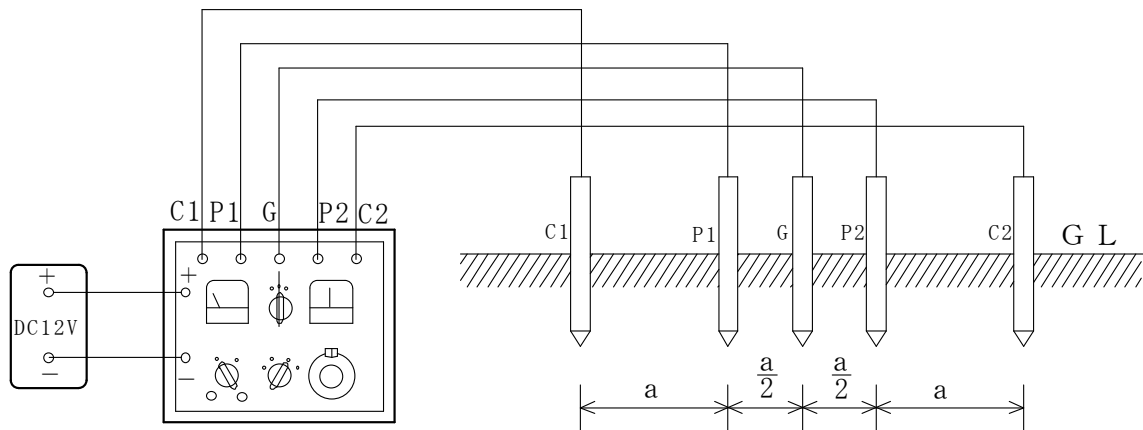 C1 P1 G P2 C2
C1 P1 G P2 C2 G L
+ +
DC12V
− −
a a/2 a/2 a